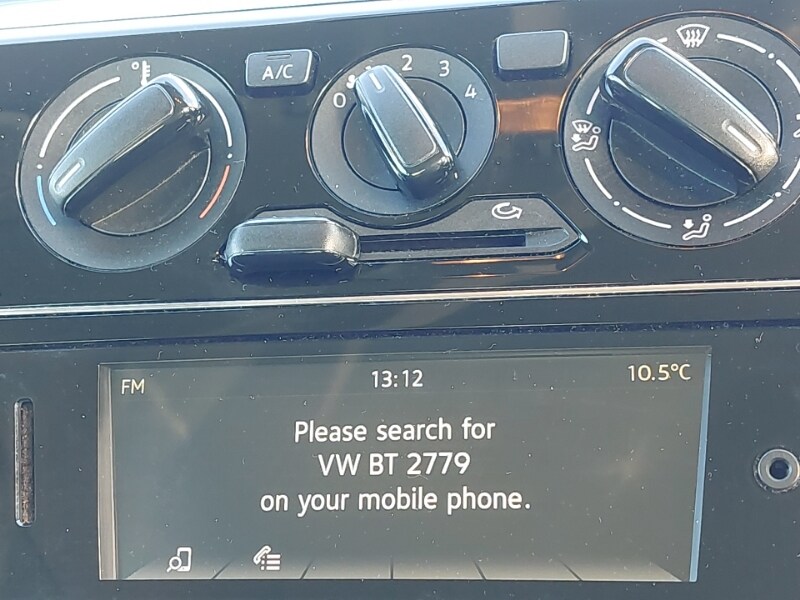 A/C
0 1 2 3 4
FM 13:12 10.5°C
Please search for
VW BT 2779
on your mobile phone.